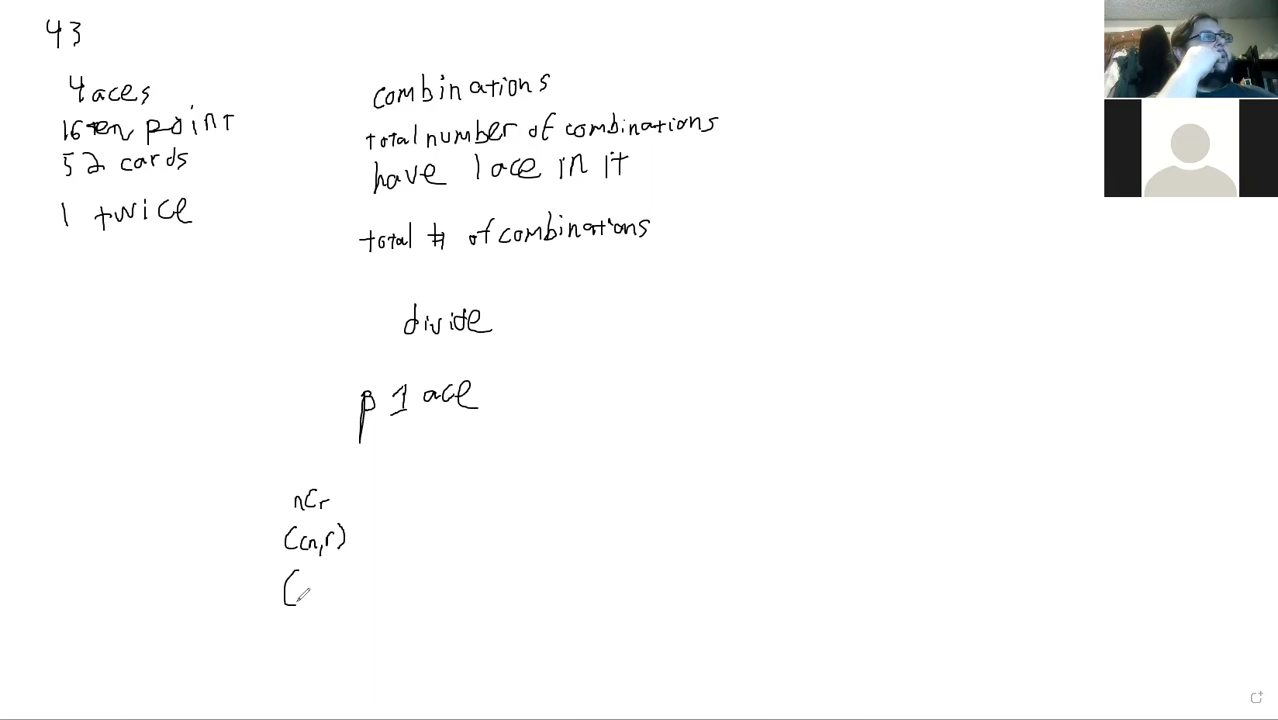 43
4 aces
16 ten point
52 cards
1 twice
combinations
total number of combinations
have 1 ace in it
total # of combinations
divide
p 1 ace
nCr
C(n,r)
(